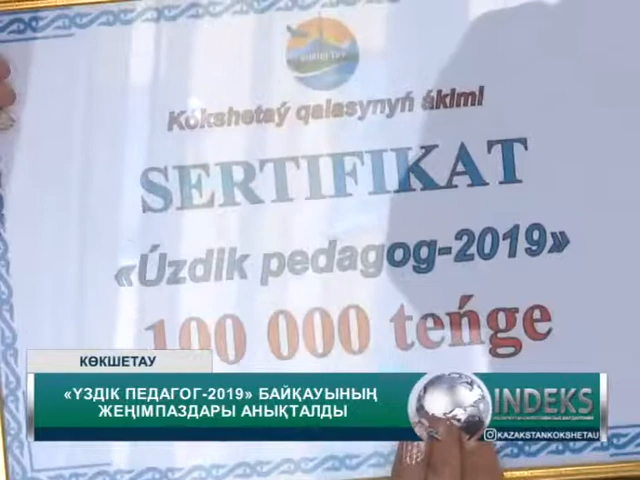 Kókshetaý qalasynyń ákimi
SERTIFIKAT
«Úzdik pedagog-2019»
100 000 teńge
КӨКШЕТАУ
«ҮЗДІК ПЕДАГОГ-2019» БАЙҚАУЫНЫҢ
ЖЕҢІМПАЗДАРЫ АНЫҚТАЛДЫ
INDEKS
KAZAKSTANKOKSHETAU